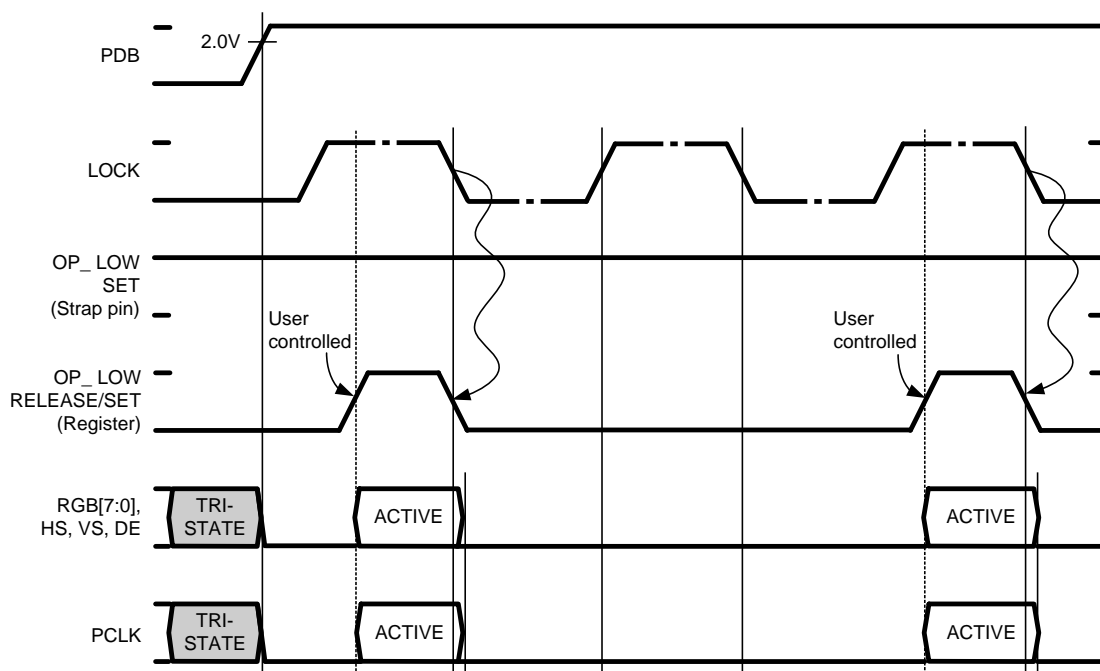 2.0V
PDB
LOCK
OP_ LOW
SET
(Strap pin)
User
controlled
User
controlled
OP_ LOW
RELEASE/SET
(Register)
RGB[7:0],
HS, VS, DE
TRI-
STATE
ACTIVE
ACTIVE
PCLK
TRI-
STATE
ACTIVE
ACTIVE